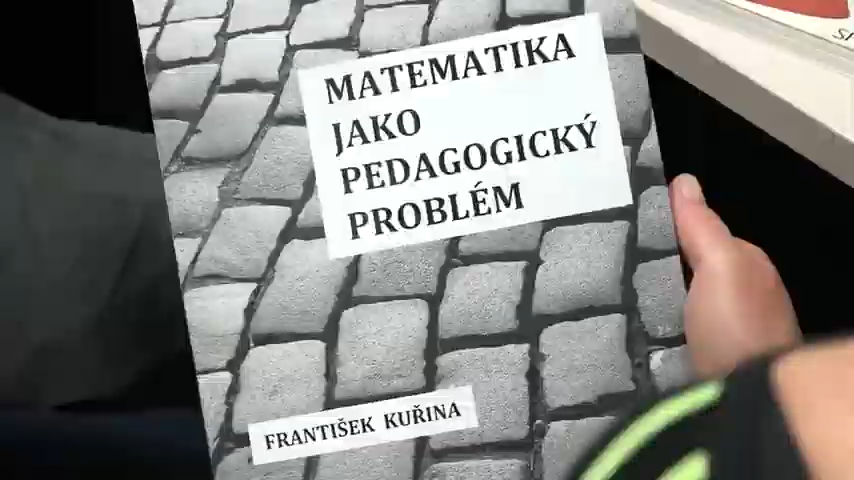 MATEMATIKA
JAKO
PEDAGOGICKÝ
PROBLÉM
FRANTIŠEK KUŘINA